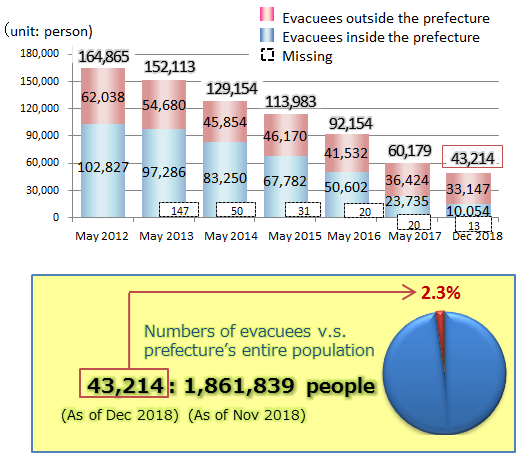 Evacuees outside the prefecture
(unit: person)
Evacuees inside the prefecture
Missing
180,000
150,000
120,000
90,000
60,000
30,000
0
164,865
152,113
129,154
113,983
92,154
60,179
43,214
62,038
54,680
45,854
46,170
41,532
36,424
33,147
102,827
97,286
83,250
67,782
50,602
23,735
10,054
147
50
31
20
20
13
May 2012
May 2013
May 2014
May 2015
May 2016
May 2017
Dec 2018
2.3%
Numbers of evacuees v.s.
prefecture's entire population
43,214 : 1,861,839 people
(As of Dec 2018) (As of Nov 2018)